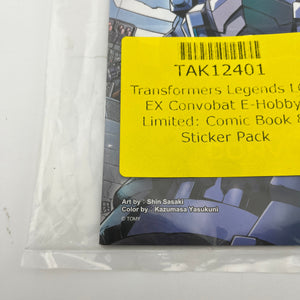 TAK12401
Transformers Legends L
EX Convobat E-Hobby
Limited: Comic Book &
Sticker Pack
Art by : Shin Sasaki
Color by : Kazumasa Yasukuni
© TOMY